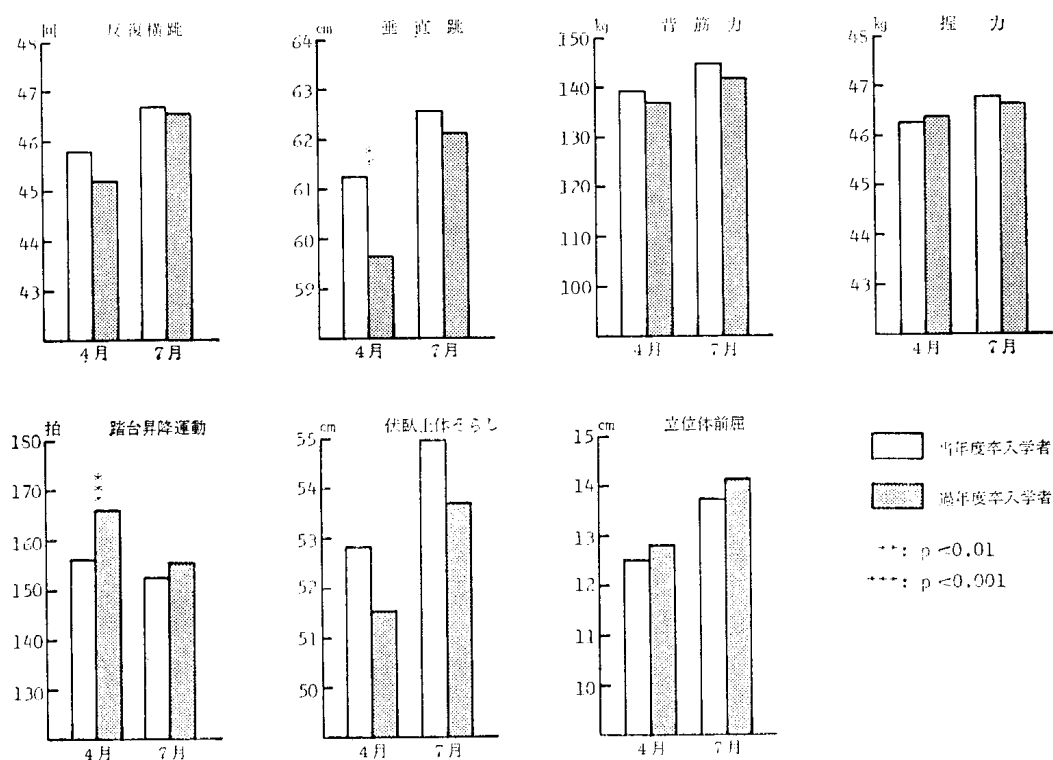 回 反復横跳
48
47
46
45
44
43
4月 7月
cm 垂直跳
64
63
62
61
60
59
**
4月 7月
kg 背筋力
150
140
130
120
110
100
4月 7月
kg 握力
48
47
46
45
44
43
4月 7月
拍 踏台昇降運動
180
170
160
150
140
130
***
4月 7月
cm 伏臥上体そらし
55
54
53
52
51
50
4月 7月
cm 立位体前屈
15
14
13
12
11
10
4月 7月
当年度卒入学者
過年度卒入学者
**: p<0.01
***: p<0.001